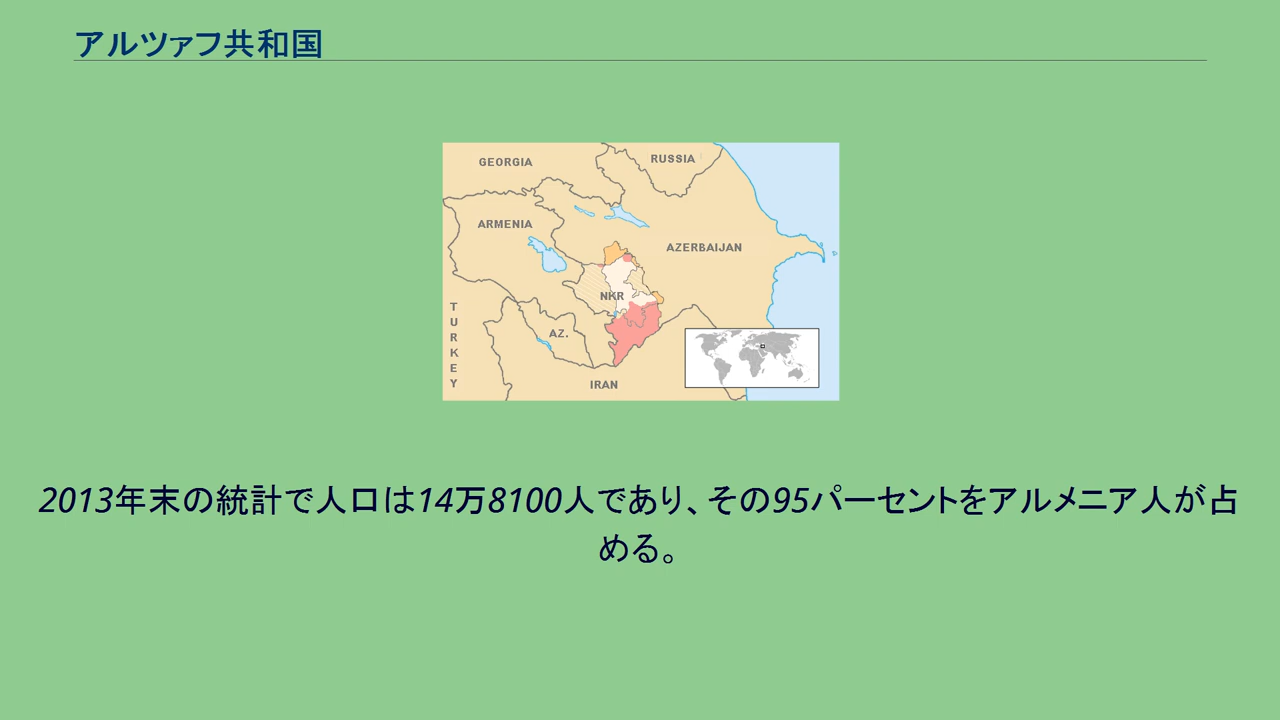 アルツァフ共和国
GEORGIA
RUSSIA
ARMENIA
AZERBAIJAN
NKR
TURKEY
AZ.
IRAN
2013年末の統計で人口は14万8100人であり、その95パーセントをアルメニア人が占
める。